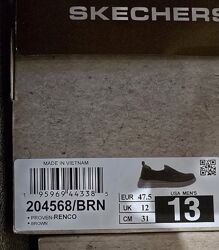 SKECHERS
MADE IN VIETNAM
1 95969 44338 5
204568/BRN
• PROVEN-RENCO
• BROWN
EUR 47.5
UK 12
CM 31
USA MEN'S
13